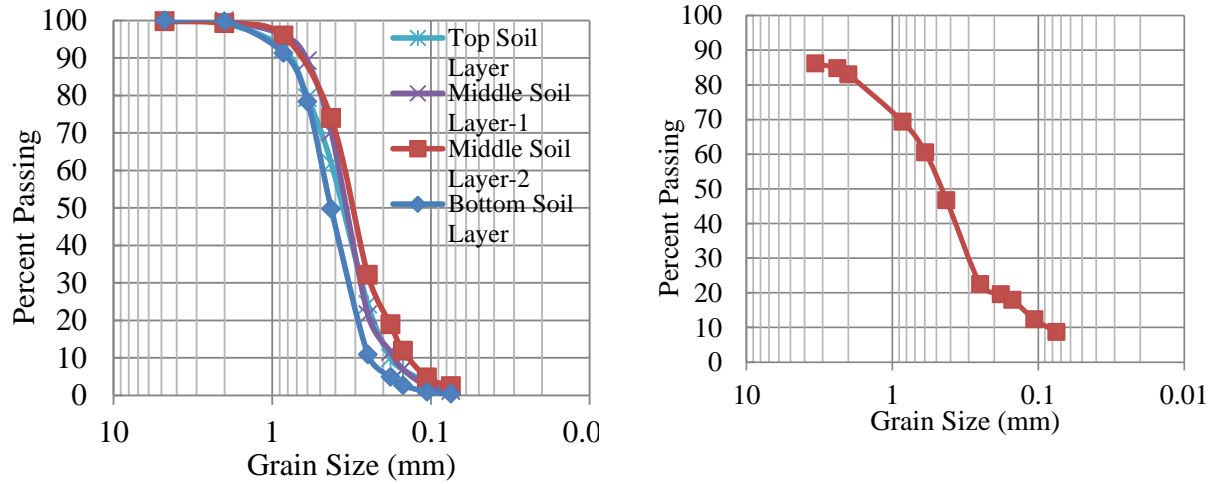 Percent Passing
100
90
80
70
60
50
40
30
20
10
0
Top Soil
Layer
Middle Soil
Layer-1
Middle Soil
Layer-2
Bottom Soil
Layer
10
1
0.1
0.0
Grain Size (mm)
Percent Passing
100
90
80
70
60
50
40
30
20
10
0
10
1
0.1
0.01
Grain Size (mm)